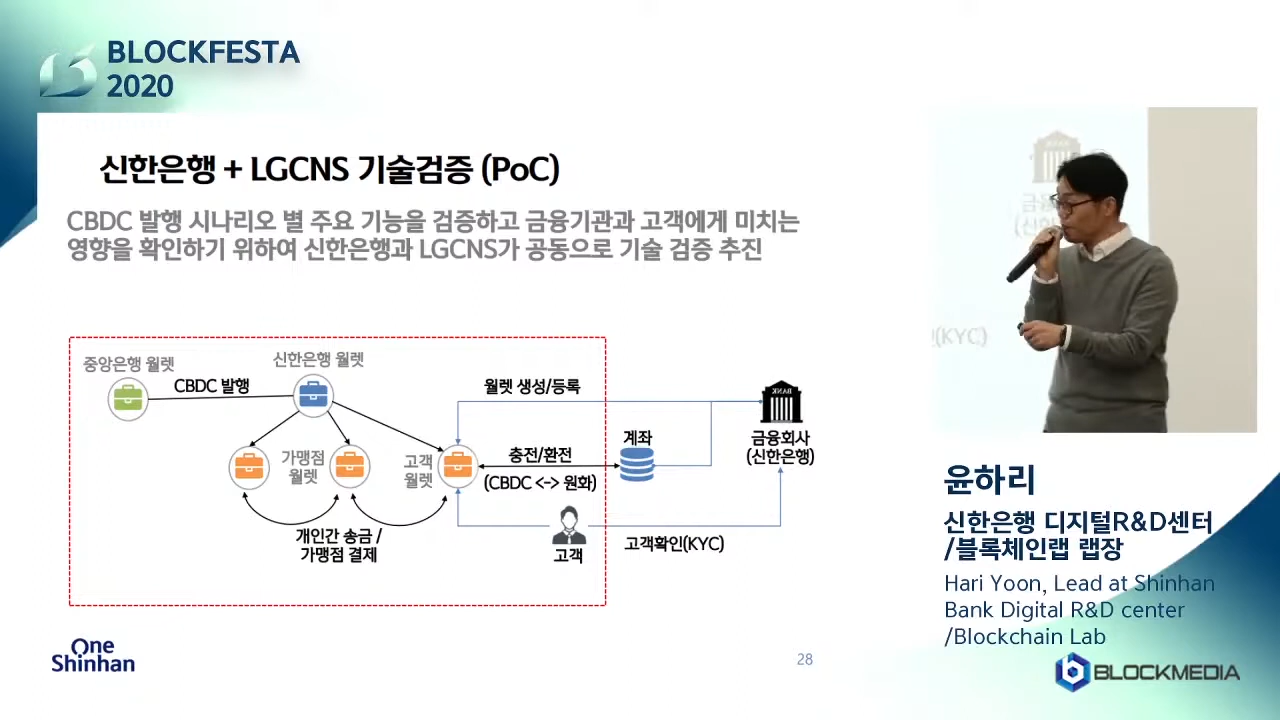 BLOCKFESTA
2020
신한은행 + LGCNS 기술검증 (PoC)
CBDC 발행 시나리오 별 주요 기능을 검증하고 금융기관과 고객에게 미치는
영향을 확인하기 위하여 신한은행과 LGCNS가 공동으로 기술 검증 추진
중앙은행 월렛
신한은행 월렛
CBDC 발행
월렛 생성/등록
가맹점
월렛
고객
월렛
충전/환전
(CBDC <-> 원화)
계좌
BANK
금융회사
(신한은행)
개인간 송금 /
가맹점 결제
고객
고객확인(KYC)
One
Shinhan
28
BANK
(KYC)
윤하리
신한은행 디지털R&D센터
/블록체인랩 랩장
Hari Yoon, Lead at Shinhan
Bank Digital R&D center
/Blockchain Lab
BLOCKMEDIA